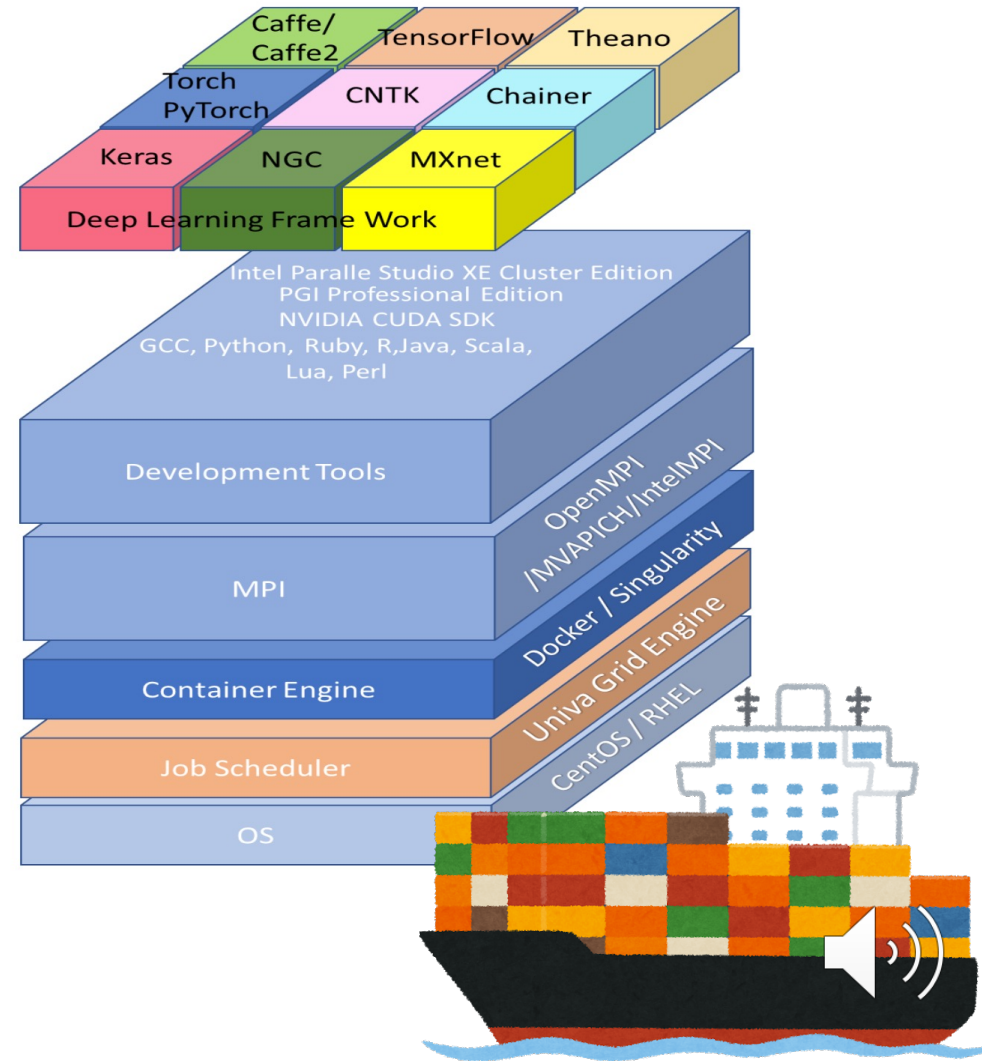 Caffe/
Caffe2
TensorFlow
Theano
Torch
PyTorch
CNTK
Chainer
Keras
NGC
MXnet
Deep Learning Frame Work
Intel Paralle Studio XE Cluster Edition
PGI Professional Edition
NVIDIA CUDA SDK
GCC, Python, Ruby, R,Java, Scala,
Lua, Perl
Development Tools
OpenMPI
/MVAPICH/IntelMPI
MPI
Docker / Singularity
Container Engine
Univa Grid Engine
Job Scheduler
CentOS / RHEL
OS